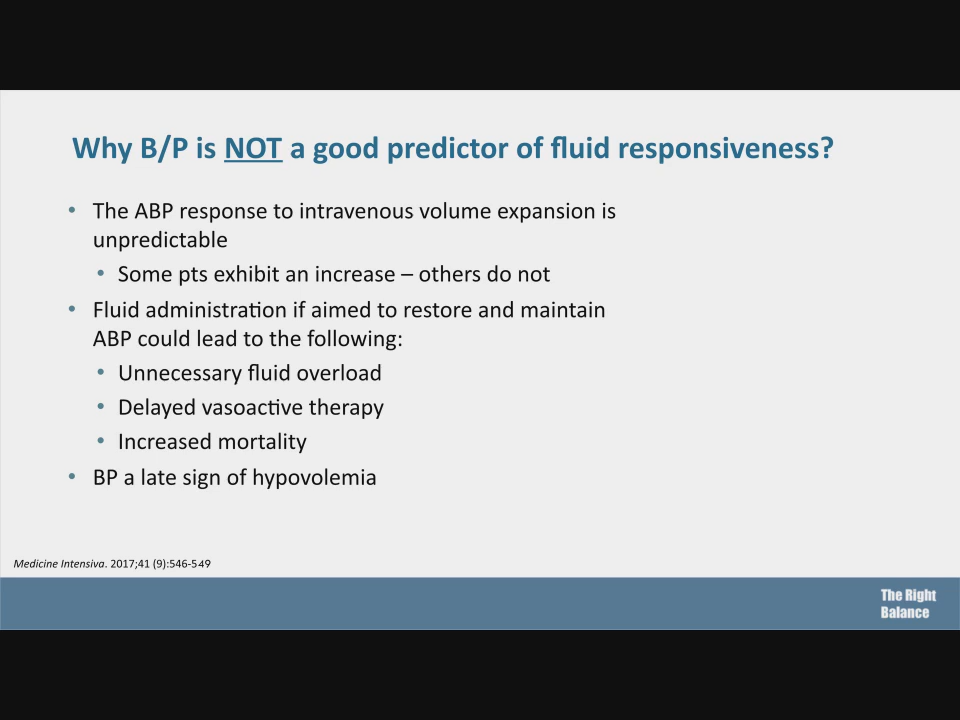 Why B/P is NOT a good predictor of fluid responsiveness?
• The ABP response to intravenous volume expansion is
unpredictable
• Some pts exhibit an increase – others do not
• Fluid administration if aimed to restore and maintain
ABP could lead to the following:
• Unnecessary fluid overload
• Delayed vasoactive therapy
• Increased mortality
• BP a late sign of hypovolemia
Medicine Intensiva. 2017;41 (9):546-549
The Right
Balance